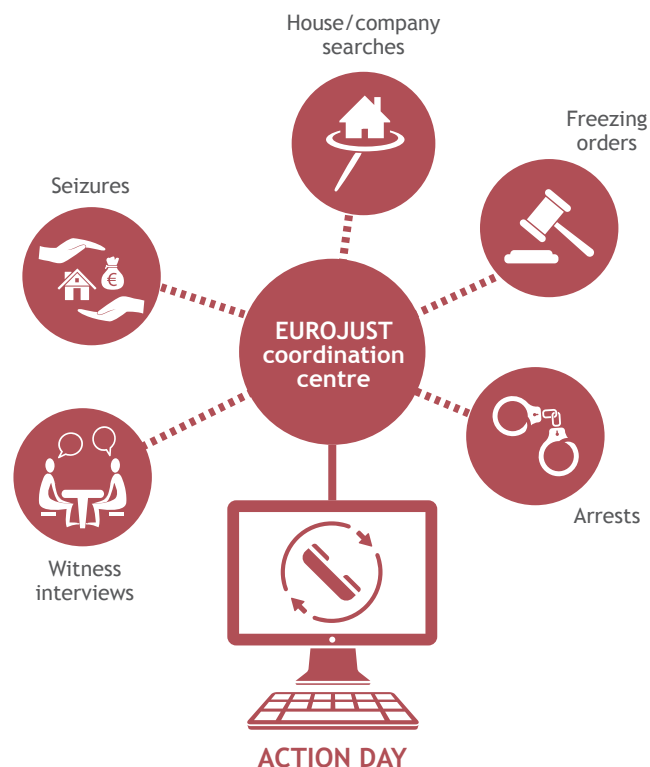 House/company
searches
Freezing
orders
Seizures
€
EUROJUST
coordination
centre
Arrests
Witness
interviews
ACTION DAY